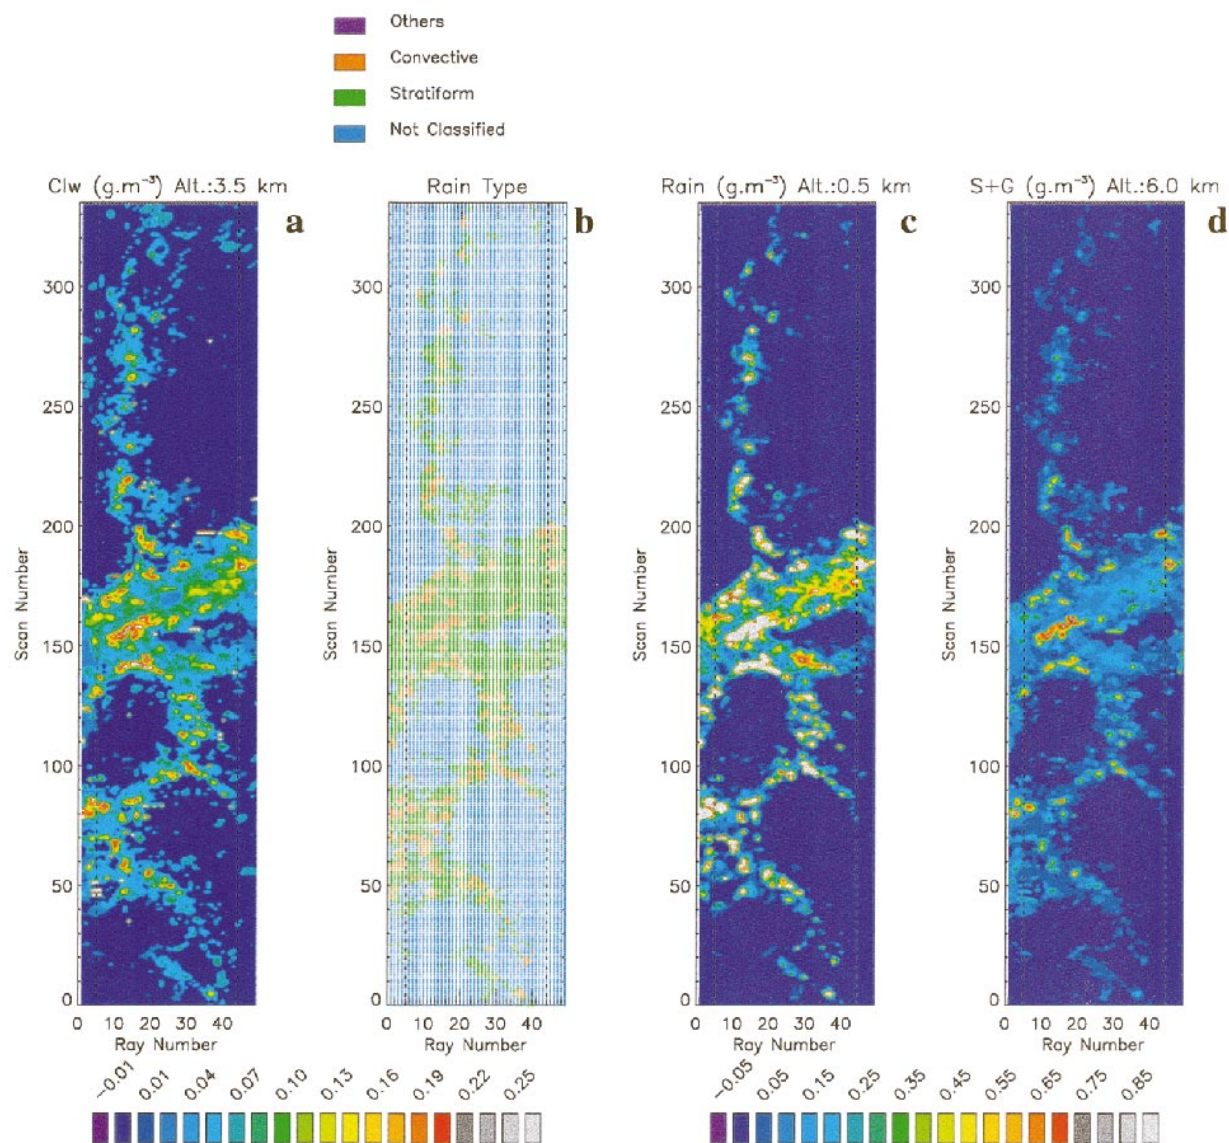 Others
Convective
Stratiform
Not Classified
Clw (g.m⁻³) Alt.:3.5 km
Rain Type
Rain (g.m⁻³) Alt.:0.5 km
S+G (g.m⁻³) Alt.:6.0 km
a
b
c
d
300
250
200
150
100
50
0
Scan Number
0 10 20 30 40
Ray Number
300
250
200
150
100
50
0
Scan Number
0 10 20 30 40
Ray Number
300
250
200
150
100
50
0
Scan Number
0 10 20 30 40
Ray Number
300
250
200
150
100
50
0
Scan Number
0 10 20 30 40
Ray Number
-0.01 0.01 0.04 0.07 0.10 0.13 0.16 0.19 0.22 0.25
-0.05 0.05 0.15 0.25 0.35 0.45 0.55 0.65 0.75 0.85